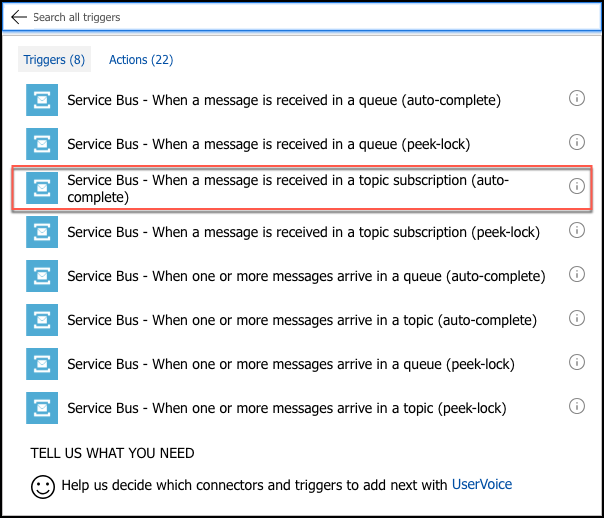 Search all triggers
Triggers (8) Actions (22)
Service Bus - When a message is received in a queue (auto-complete)
Service Bus - When a message is received in a queue (peek-lock)
Service Bus - When a message is received in a topic subscription (auto-
complete)
Service Bus - When a message is received in a topic subscription (peek-lock)
Service Bus - When one or more messages arrive in a queue (auto-complete)
Service Bus - When one or more messages arrive in a topic (auto-complete)
Service Bus - When one or more messages arrive in a queue (peek-lock)
Service Bus - When one or more messages arrive in a topic (peek-lock)
TELL US WHAT YOU NEED
Help us decide which connectors and triggers to add next with UserVoice